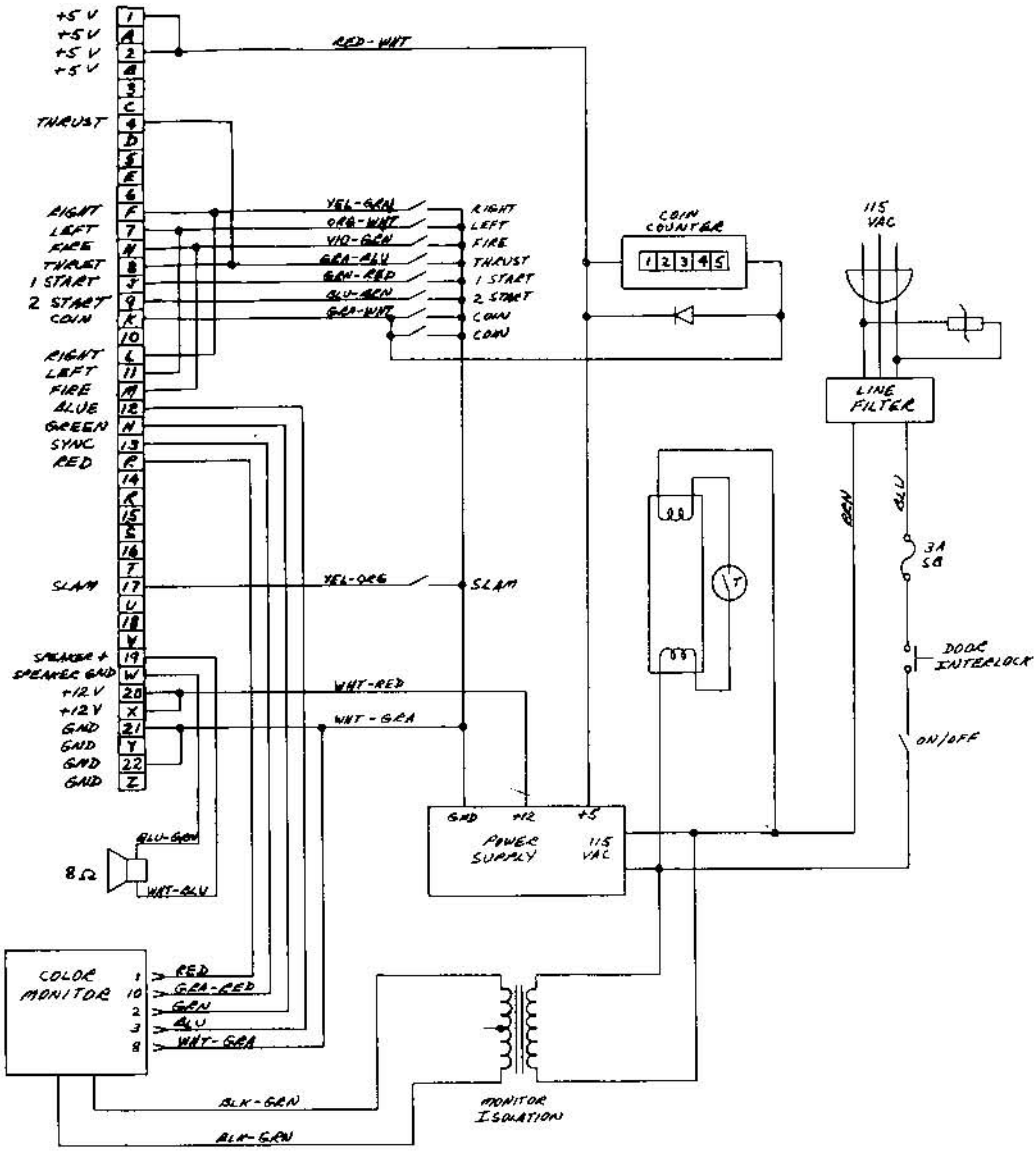 +5 V 1
+5 V A
+5 V 2
+5 V B
3
C
THRUST 4
D
5
E
6
RIGHT F
LEFT 7
FIRE H
THRUST 8
1 START J
2 START 9
COIN K
10
RIGHT L
LEFT 11
FIRE M
BLUE 12
GREEN N
SYNC 13
RED P
14
R
15
S
16
T
SLAM 17
U
18
V
SPEAKER + 19
SPEAKER GND W
+12 V 20
+12 V X
GND 21
GND Y
GND 22
GND Z
RED-WHT
YEL-GRN RIGHT
ORG-WHT LEFT
VIO-GRN FIRE
GRA-BLU THRUST
GRN-RED 1 START
BLU-BRN 2 START
GRA-WHT COIN
COIN
YEL-ORG SLAM
WHT-RED
WHT-GRA
COIN
COUNTER
1 2 3 4 5
115
VAC
LINE
FILTER
BRN
BLU
3A
SB
T
DOOR
INTERLOCK
ON/OFF
GND +12 +5
POWER
SUPPLY
115
VAC
BLU-GRN
8 Ω
WHT-BLU
COLOR
MONITOR
1 RED
10 GRA-RED
2 GRN
3 BLU
8 WHT-GRA
BLK-GRN
BLK-GRN
MONITOR
ISOLATION